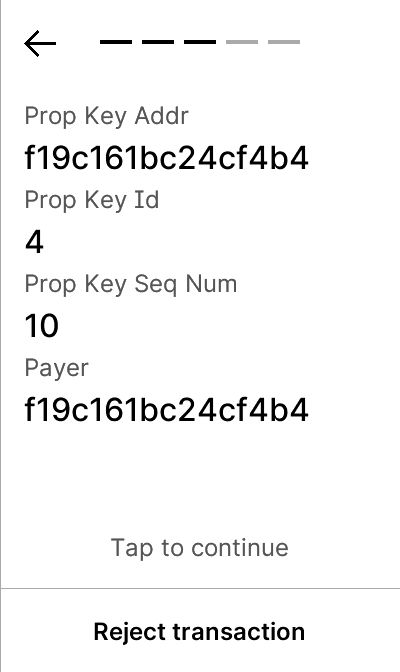 Prop Key Addr
f19c161bc24cf4b4
Prop Key Id
4
Prop Key Seq Num
10
Payer
f19c161bc24cf4b4
Tap to continue
Reject transaction